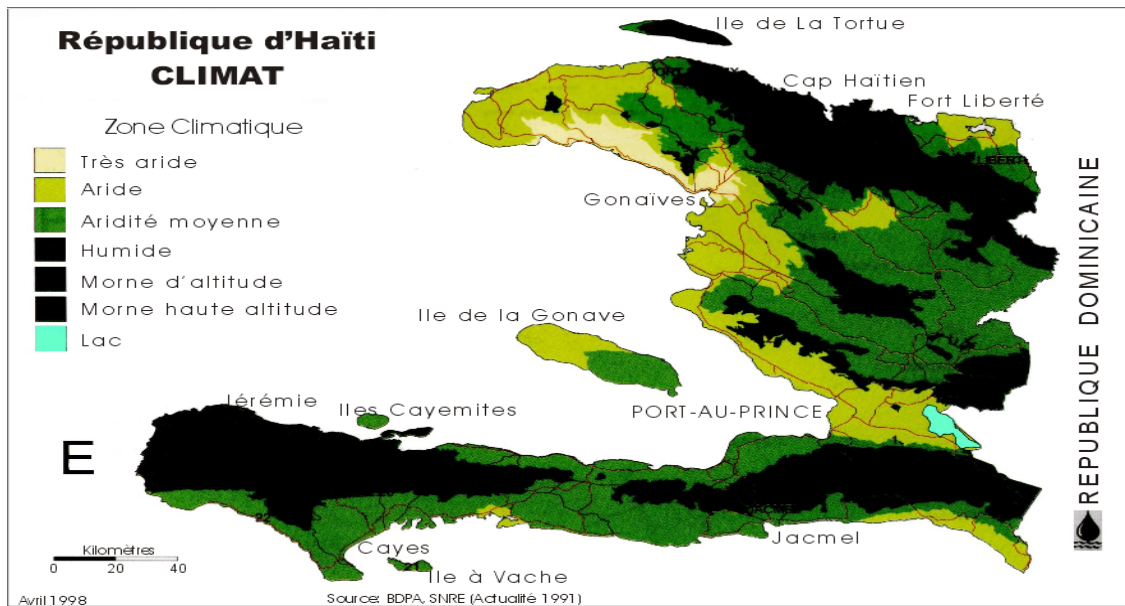 République d'Haïti
CLIMAT
Zone Climatique
Très aride
Aride
Aridité moyenne
Humide
Morne d'altitude
Morne haute altitude
Lac
Ile de La Tortue
Cap Haïtien
Fort Liberté
Gonaïves
Ile de la Gonave
Jérémie
Iles Cayemites
PORT-AU-PRINCE
REPUBLIQUE DOMINICAINE
E
Jacmel
Cayes
Ile à Vache
Kilomètres
0 20 40
Avril 1998
Source: BDPA, SNRE (Actualité 1991)